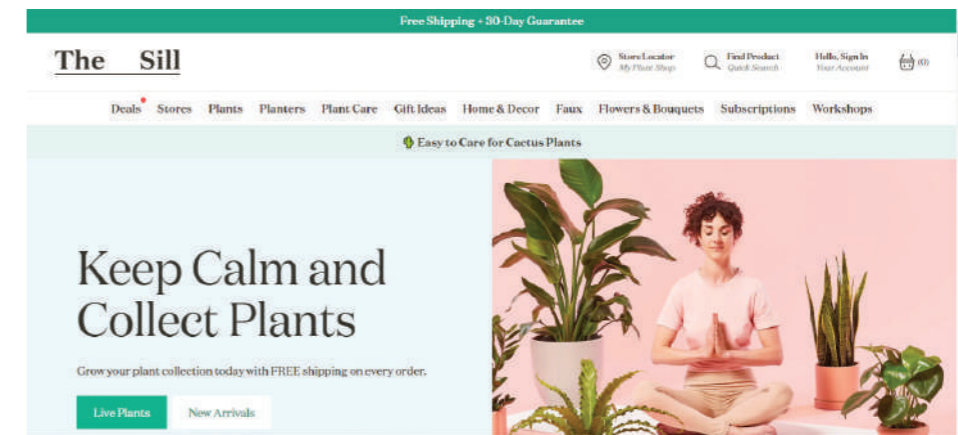 Free Shipping + 30-Day Guarantee
The Sill
Store Locator
My Plant Shop
Find Product
Quick Search
Hello, Sign In
Your Account
(0)
Deals Stores Plants Planters Plant Care Gift Ideas Home & Decor Faux Flowers & Bouquets Subscriptions Workshops
Easy to Care for Cactus Plants
Keep Calm and
Collect Plants
Grow your plant collection today with FREE shipping on every order.
Live Plants New Arrivals